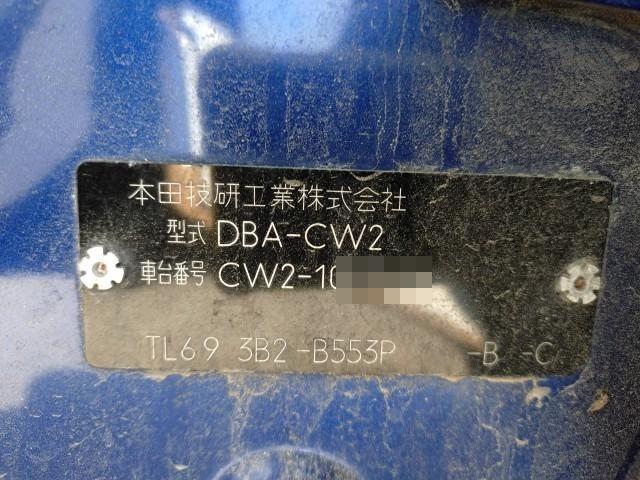 本田技研工業株式会社
型式 DBA-CW2
車台番号 CW2-10
TL69 3B2-B553P -B -C